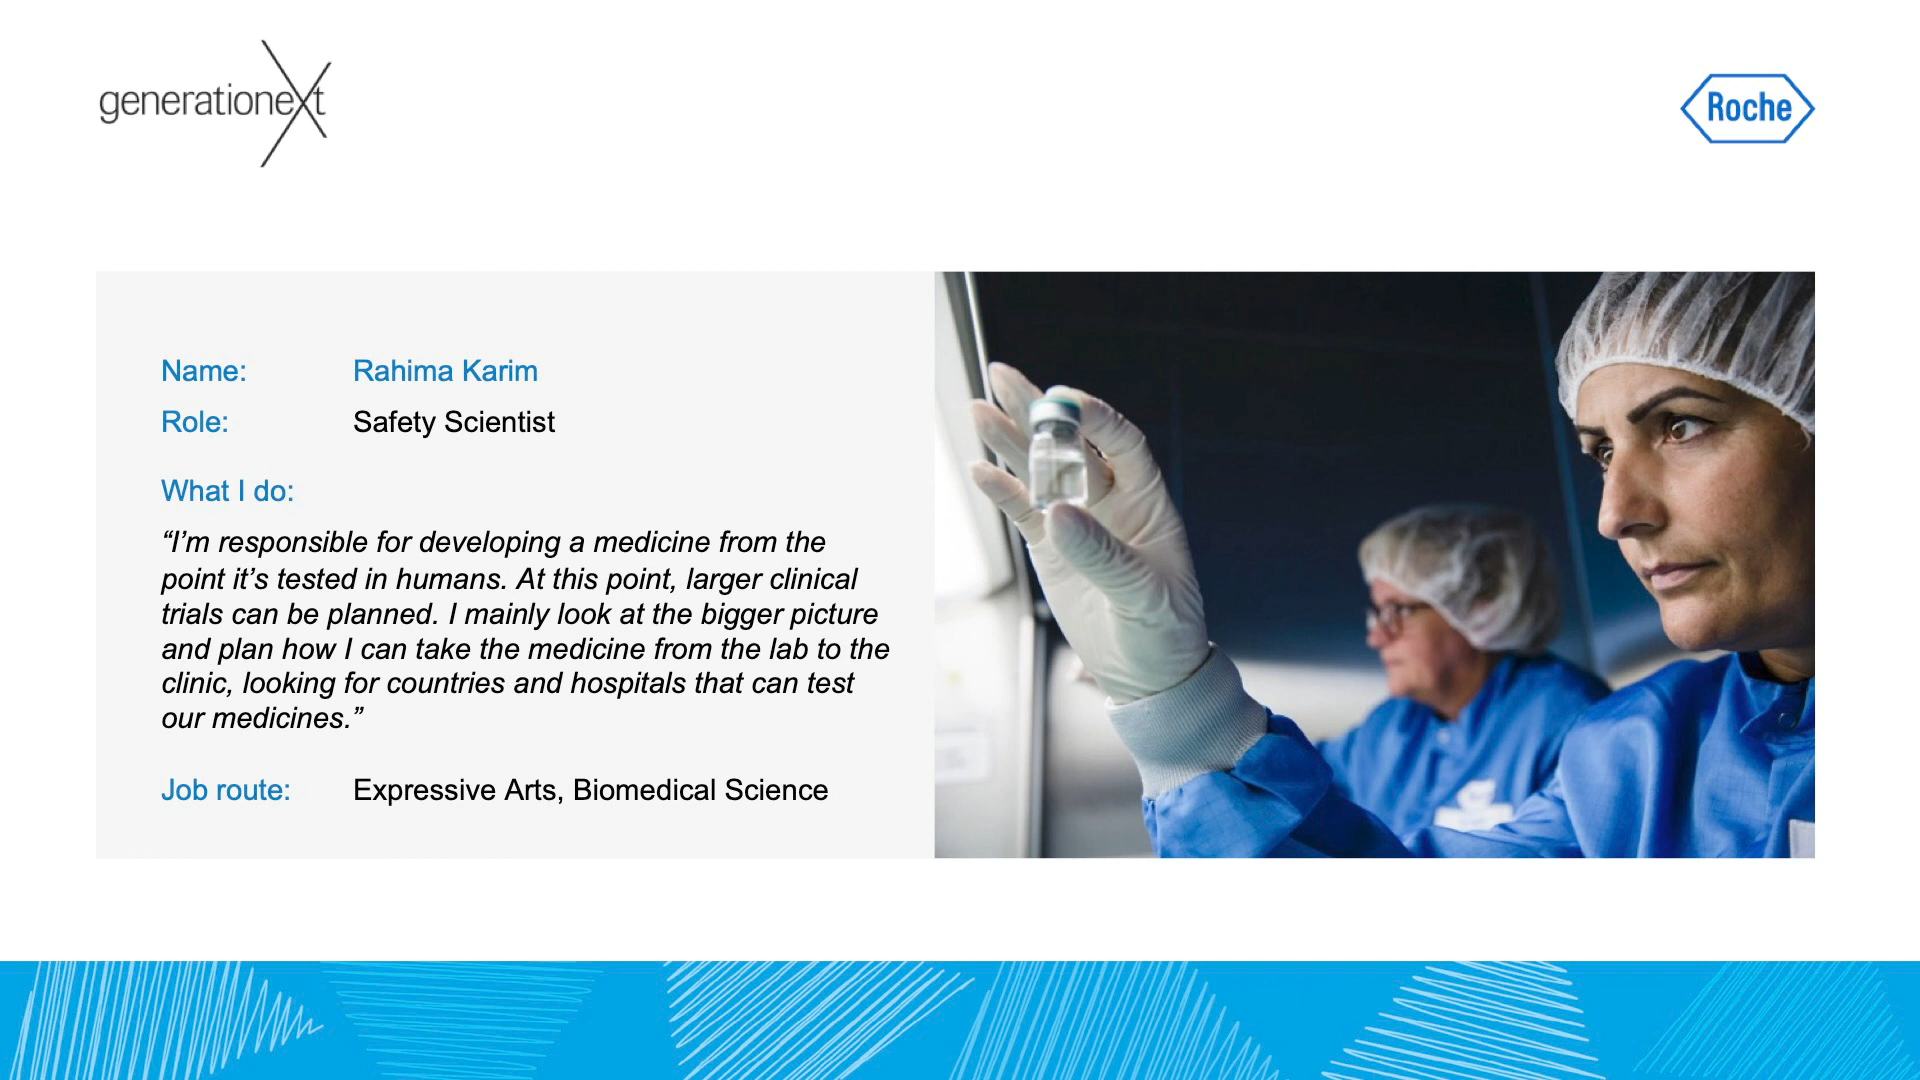 generationeXt
Roche
Name: Rahima Karim
Role: Safety Scientist
What I do:
“I’m responsible for developing a medicine from the
point it’s tested in humans. At this point, larger clinical
trials can be planned. I mainly look at the bigger picture
and plan how I can take the medicine from the lab to the
clinic, looking for countries and hospitals that can test
our medicines.”
Job route: Expressive Arts, Biomedical Science